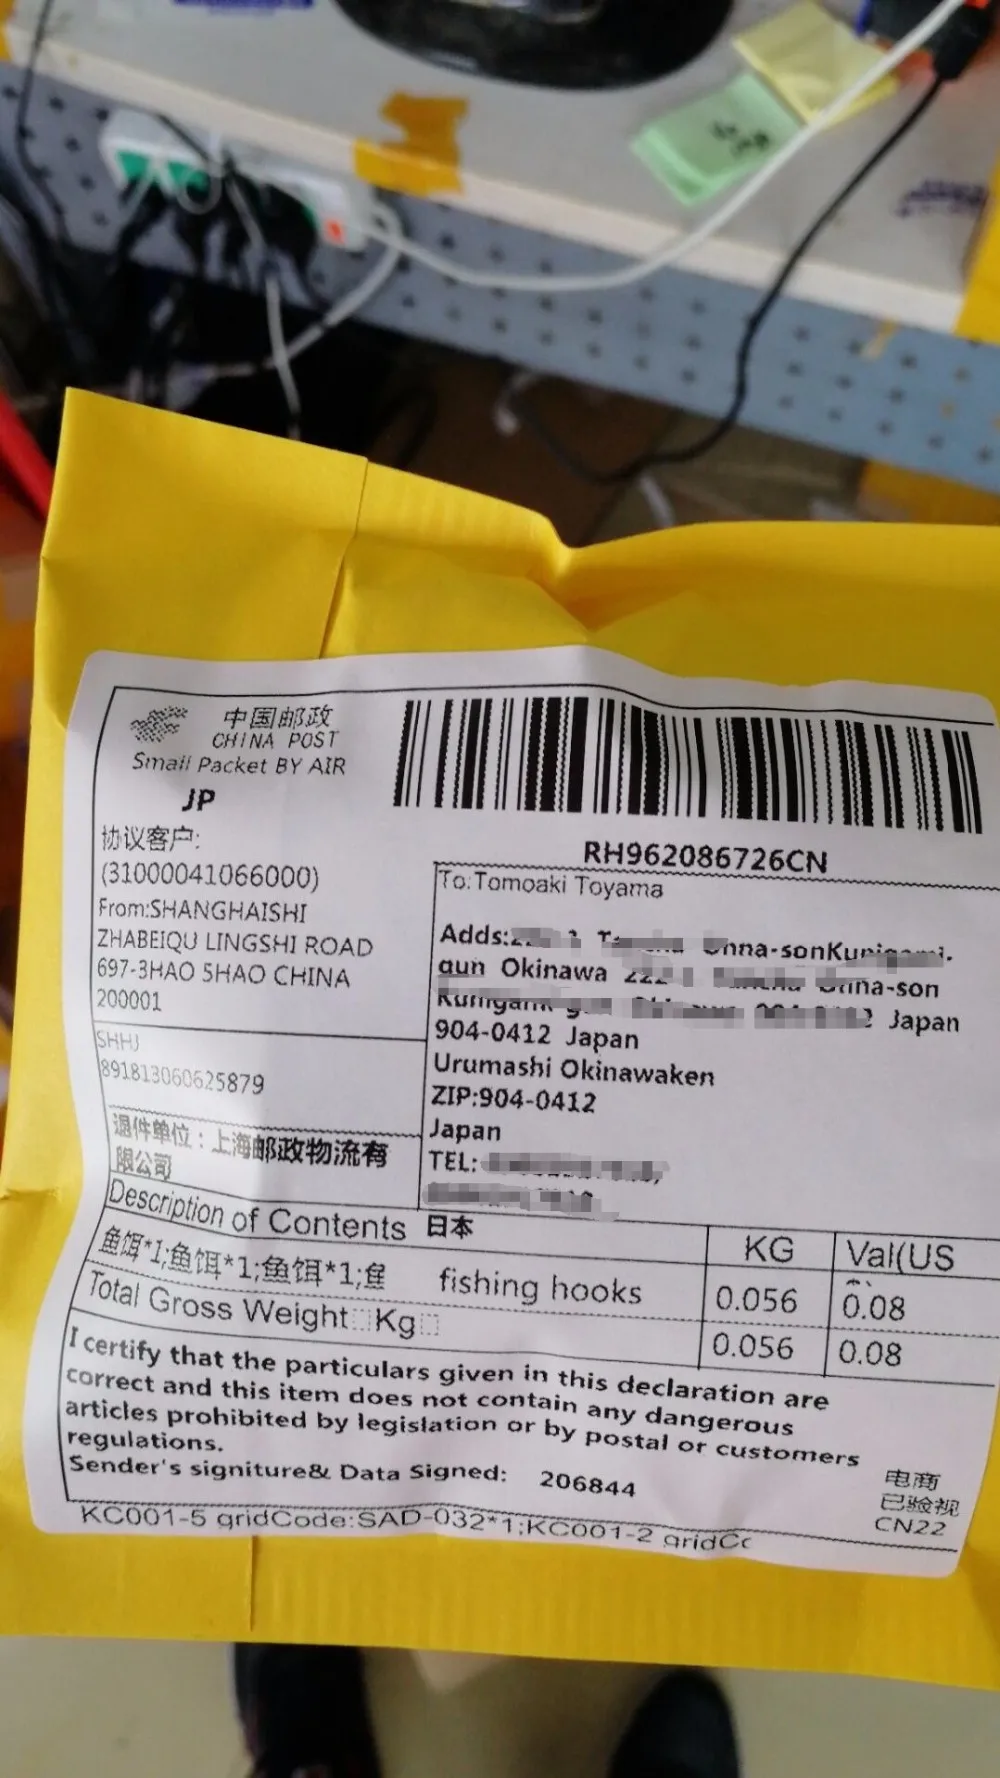 中国邮政
CHINA POST
Small Packet BY AIR
JP
RH962086726CN
协议客户:
(31000041066000)
From:SHANGHAISHI
ZHABEIQU LINGSHI ROAD
697-3HAO 5HAO CHINA
200001
SHHJ
891813060625879
退件单位：上海邮政物流有
限公司
To:Tomoaki Toyama
Adds: Onna-sonKunigami-
gun Okinawa Onna-son
Japan
904-0412 Japan
Urumashi Okinawaken
ZIP:904-0412
Japan
TEL:
Description of Contents 日本 KG Val(US
鱼饵*1;鱼饵*1;鱼饵*1;鱼 fishing hooks 0.056 0.08
Total Gross Weight Kg 0.056 0.08
I certify that the particulars given in this declaration are
correct and this item does not contain any dangerous
articles prohibited by legislation or by postal or customers
regulations.
Sender's signiture& Data Signed: 206844
电商
已验视
CN22
KC001-5 gridCode:SAD-032*1;KC001-2